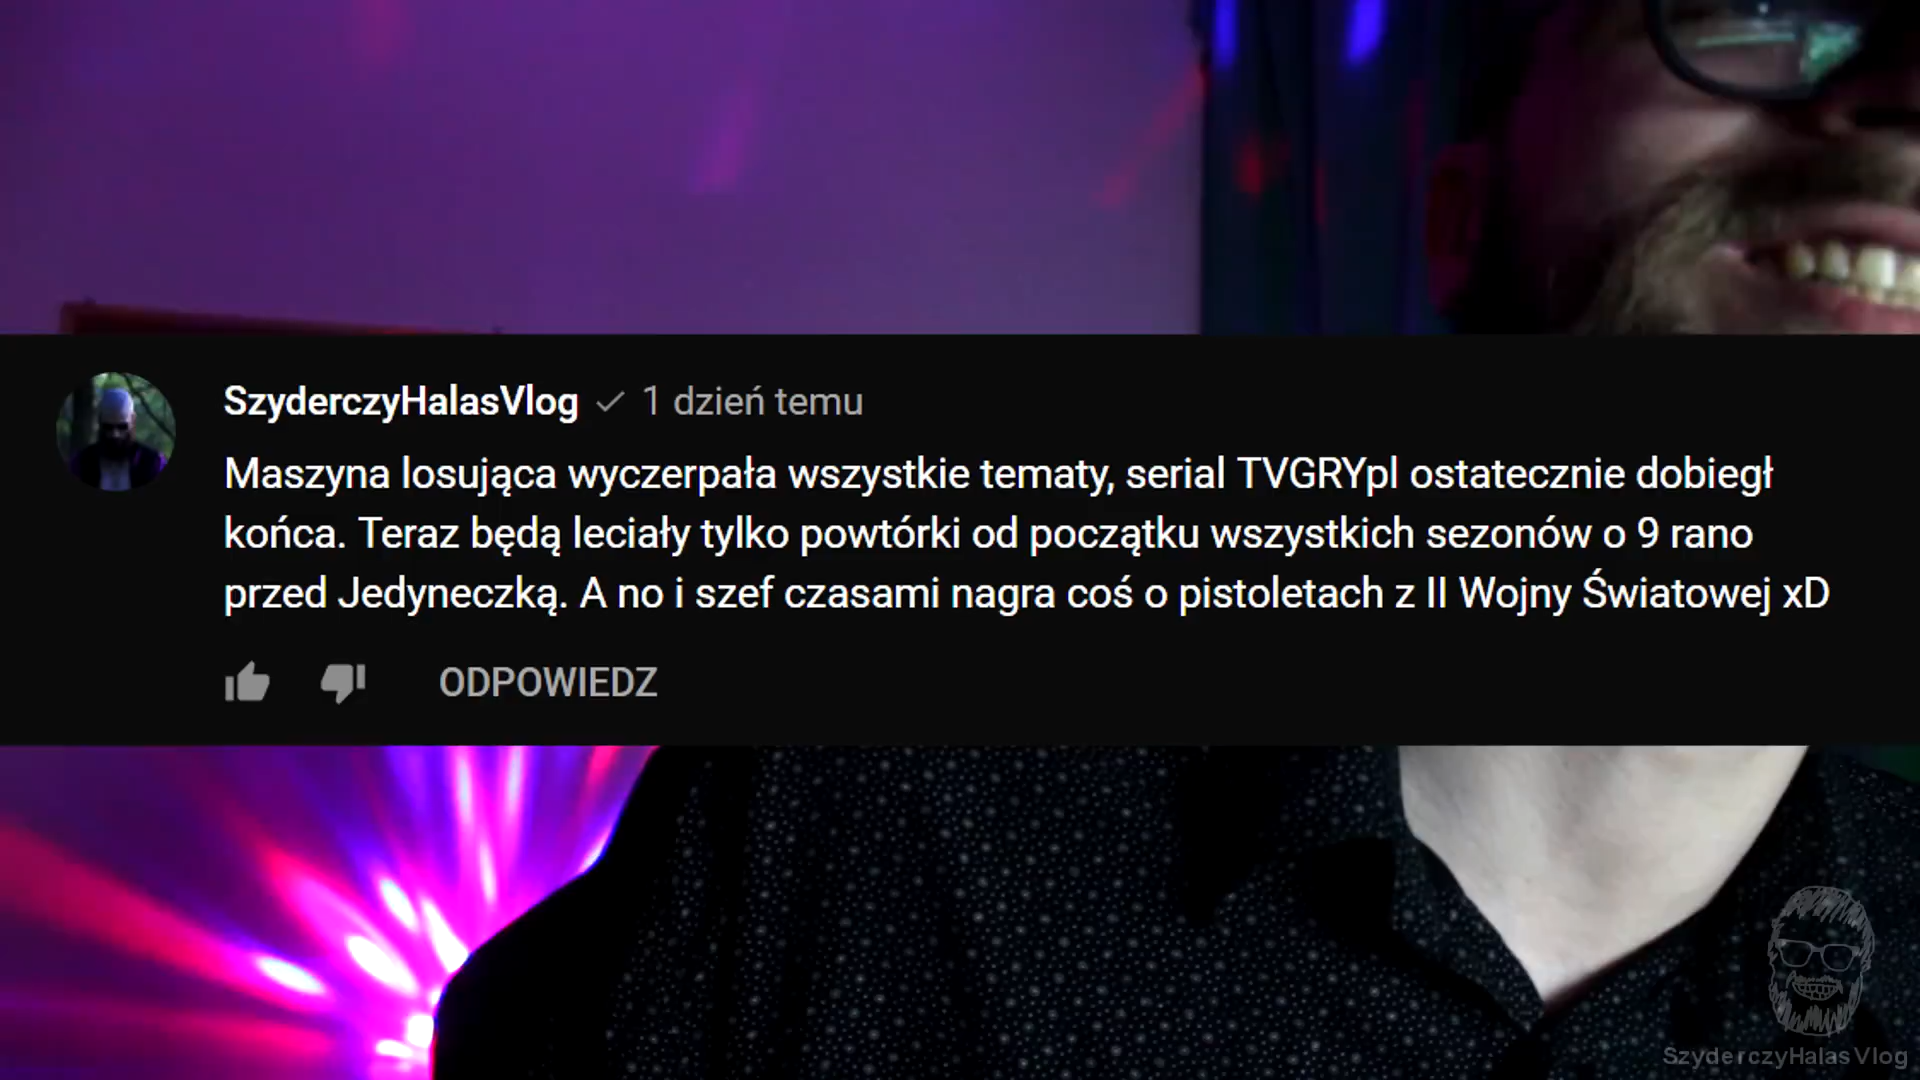 SzyderczyHalasVlog 1 dzień temu
Maszyna losująca wyczerpała wszystkie tematy, serial TVGRYpl ostatecznie dobiegł
końca. Teraz będą leciały tylko powtórki od początku wszystkich sezonów o 9 rano
przed Jedyneczką. A no i szef czasami nagra coś o pistoletach z II Wojny Światowej xD
ODPOWIEDZ
SzyderczyHalasVlog